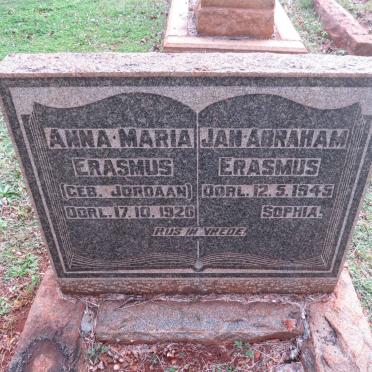 ANNA MARIA
ERASMUS
(GEB. JORDAAN)
OORL. 17.10.1926
JAN ABRAHAM
ERASMUS
OORL. 12.5.1949
SOPHIA.
RUS IN VREDE.